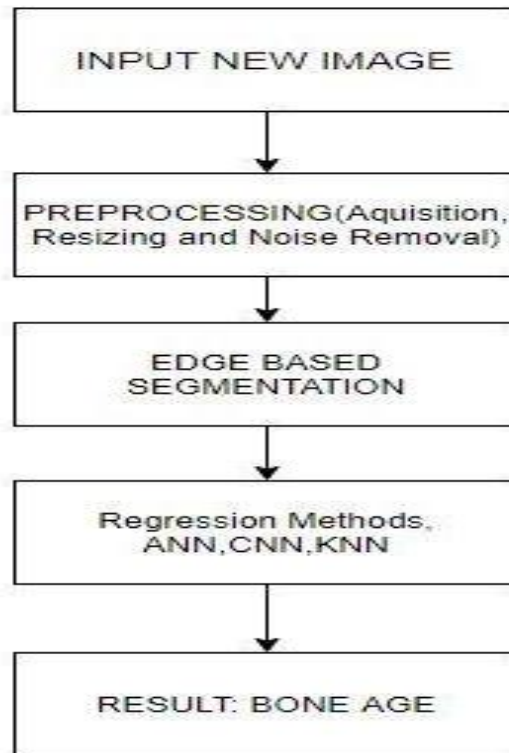 INPUT NEW IMAGE
PREPROCESSING(Aquisition,
Resizing and Noise Removal)
EDGE BASED
SEGMENTATION
Regression Methods,
ANN,CNN,KNN
RESULT: BONE AGE